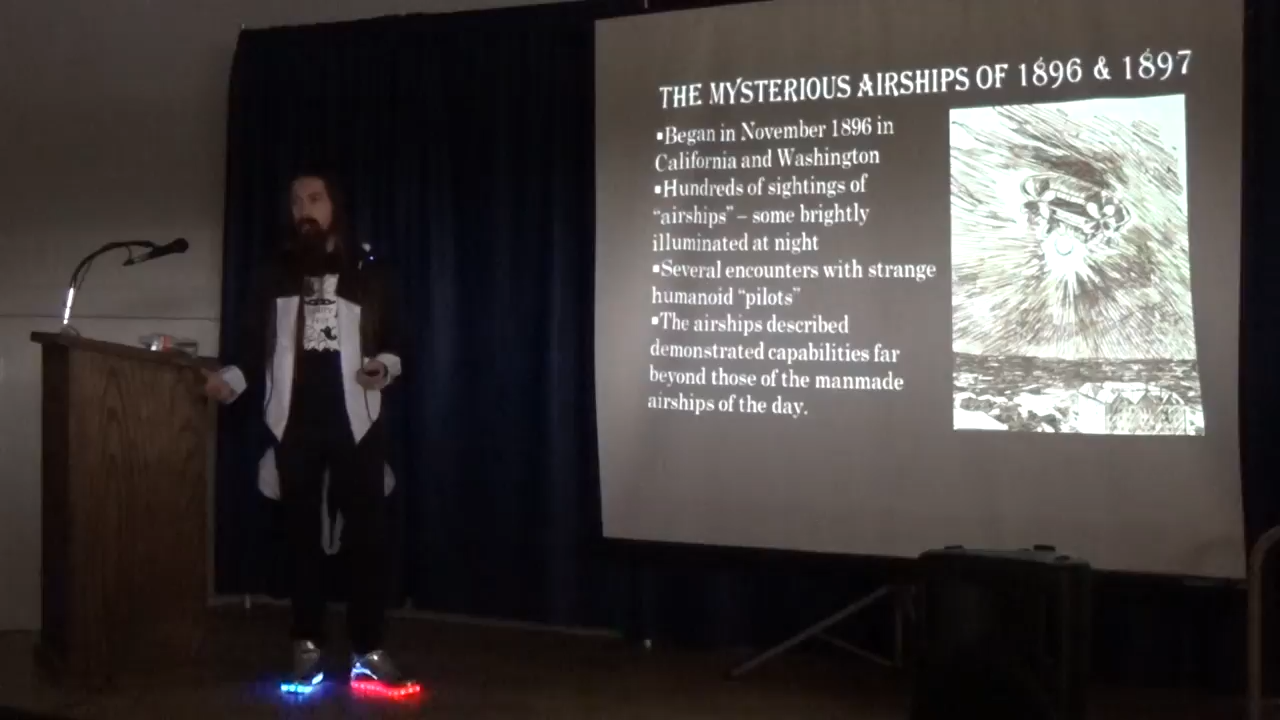 THE MYSTERIOUS AIRSHIPS OF 1896 & 1897
▪Began in November 1896 in
California and Washington
▪Hundreds of sightings of
“airships” – some brightly
illuminated at night
▪Several encounters with strange
humanoid “pilots”
▪The airships described
demonstrated capabilities far
beyond those of the manmade
airships of the day.